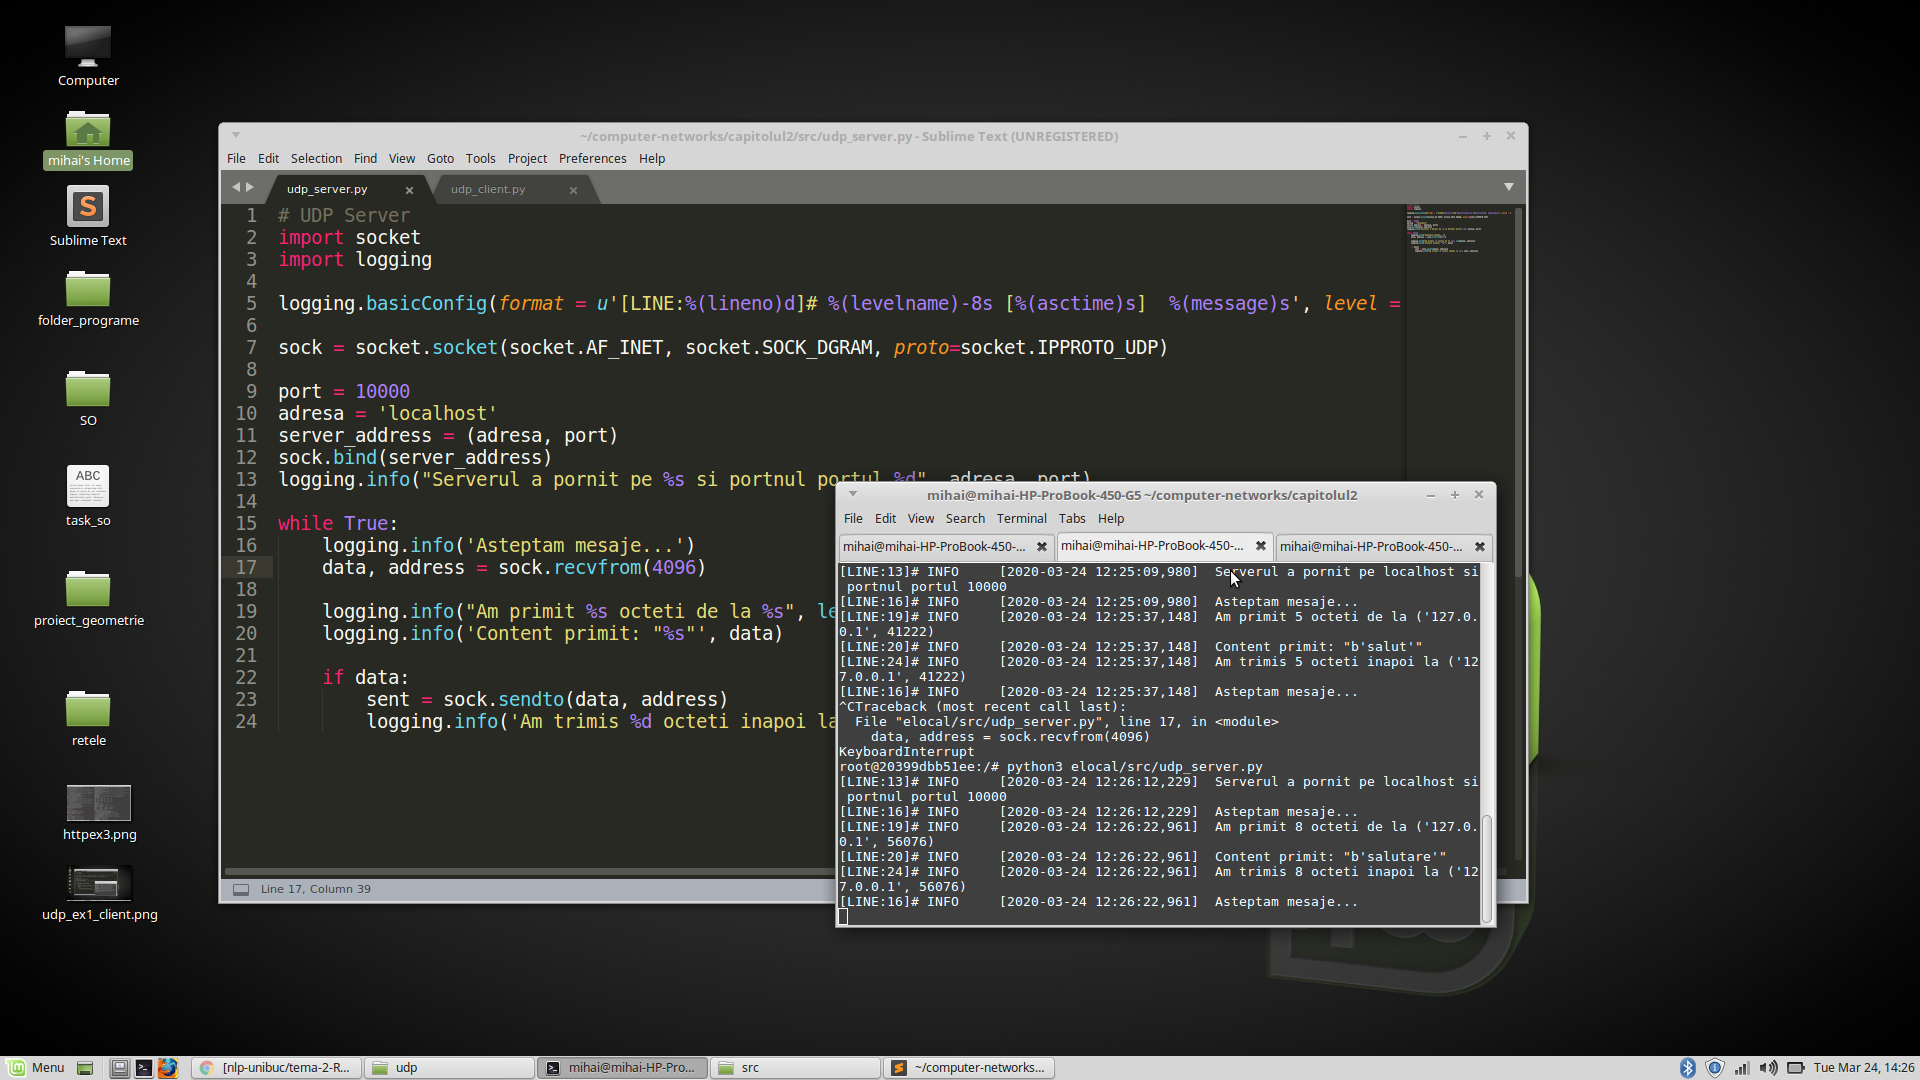 Computer
mihai's Home
Sublime Text
folder_programe
SO
ABC
task_so
proiect_geometrie
retele
httpex3.png
udp_ex1_client.png
~/computer-networks/capitolul2/src/udp_server.py - Sublime Text (UNREGISTERED)
File Edit Selection Find View Goto Tools Project Preferences Help
udp_server.py udp_client.py
1 # UDP Server
2 import socket
3 import logging
4
5 logging.basicConfig(format = u'[LINE:%(lineno)d]# %(levelname)-8s [%(asctime)s]  %(message)s', level =
6
7 sock = socket.socket(socket.AF_INET, socket.SOCK_DGRAM, proto=socket.IPPROTO_UDP)
8
9 port = 10000
10 adresa = 'localhost'
11 server_address = (adresa, port)
12 sock.bind(server_address)
13 logging.info("Serverul a pornit pe %s si portnul portul %d", adresa, port)
14
15 while True:
16     logging.info('Asteptam mesaje...')
17     data, address = sock.recvfrom(4096)
18
19     logging.info("Am primit %s octeti de la %s", le
20     logging.info('Content primit: "%s"', data)
21
22     if data:
23         sent = sock.sendto(data, address)
24         logging.info('Am trimis %d octeti inapoi la
Line 17, Column 39
mihai@mihai-HP-ProBook-450-G5 ~/computer-networks/capitolul2
File Edit View Search Terminal Tabs Help
mihai@mihai-HP-ProBook-450-... mihai@mihai-HP-ProBook-450-... mihai@mihai-HP-ProBook-450-...
[LINE:13]# INFO     [2020-03-24 12:25:09,980]  Serverul a pornit pe localhost si
 portnul portul 10000
[LINE:16]# INFO     [2020-03-24 12:25:09,980]  Asteptam mesaje...
[LINE:19]# INFO     [2020-03-24 12:25:37,148]  Am primit 5 octeti de la ('127.0.
0.1', 41222)
[LINE:20]# INFO     [2020-03-24 12:25:37,148]  Content primit: "b'salut'"
[LINE:24]# INFO     [2020-03-24 12:25:37,148]  Am trimis 5 octeti inapoi la ('12
7.0.0.1', 41222)
[LINE:16]# INFO     [2020-03-24 12:25:37,148]  Asteptam mesaje...
^CTraceback (most recent call last):
  File "elocal/src/udp_server.py", line 17, in <module>
    data, address = sock.recvfrom(4096)
KeyboardInterrupt
root@20399dbb51ee:/# python3 elocal/src/udp_server.py
[LINE:13]# INFO     [2020-03-24 12:26:12,229]  Serverul a pornit pe localhost si
 portnul portul 10000
[LINE:16]# INFO     [2020-03-24 12:26:12,229]  Asteptam mesaje...
[LINE:19]# INFO     [2020-03-24 12:26:22,961]  Am primit 8 octeti de la ('127.0.
0.1', 56076)
[LINE:20]# INFO     [2020-03-24 12:26:22,961]  Content primit: "b'salutare'"
[LINE:24]# INFO     [2020-03-24 12:26:22,961]  Am trimis 8 octeti inapoi la ('12
7.0.0.1', 56076)
[LINE:16]# INFO     [2020-03-24 12:26:22,961]  Asteptam mesaje...
Menu [nlp-unibuc/tema-2-R... udp mihai@mihai-HP-Pro... src ~/computer-networks... Tue Mar 24, 14:26